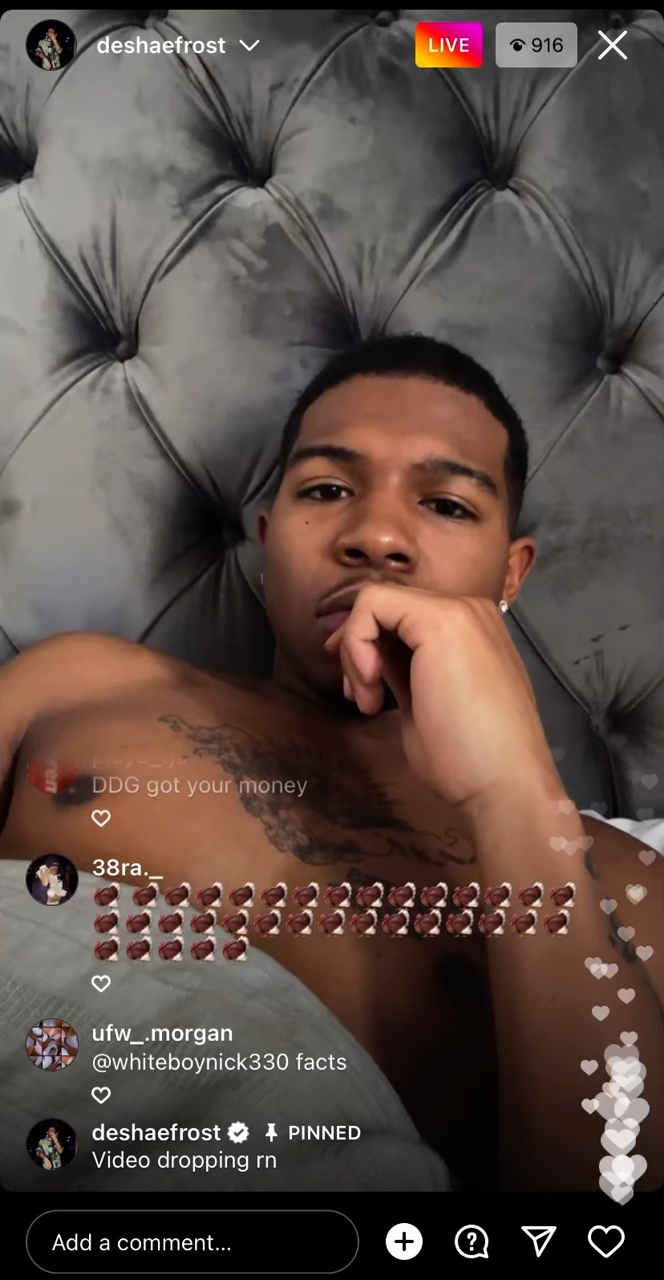 deshaefrost
LIVE
916
DDG got your money
38ra._
ufw_.morgan
@whiteboynick330 facts
deshaefrost
PINNED
Video dropping rn
Add a comment...